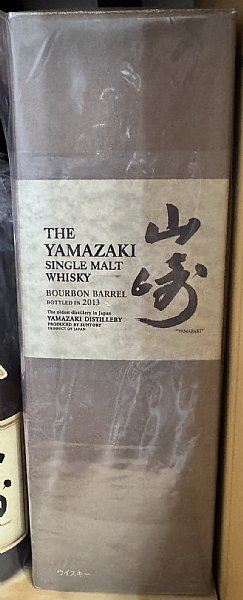 THE
YAMAZAKI
SINGLE MALT
WHISKY
BOURBON BARREL
BOTTLED IN 2013
The oldest distillery in Japan
YAMAZAKI DISTILLERY
PRODUCED BY SUNTORY
PRODUCT OF JAPAN
山崎
"YAMAZAKI"
ウイスキー